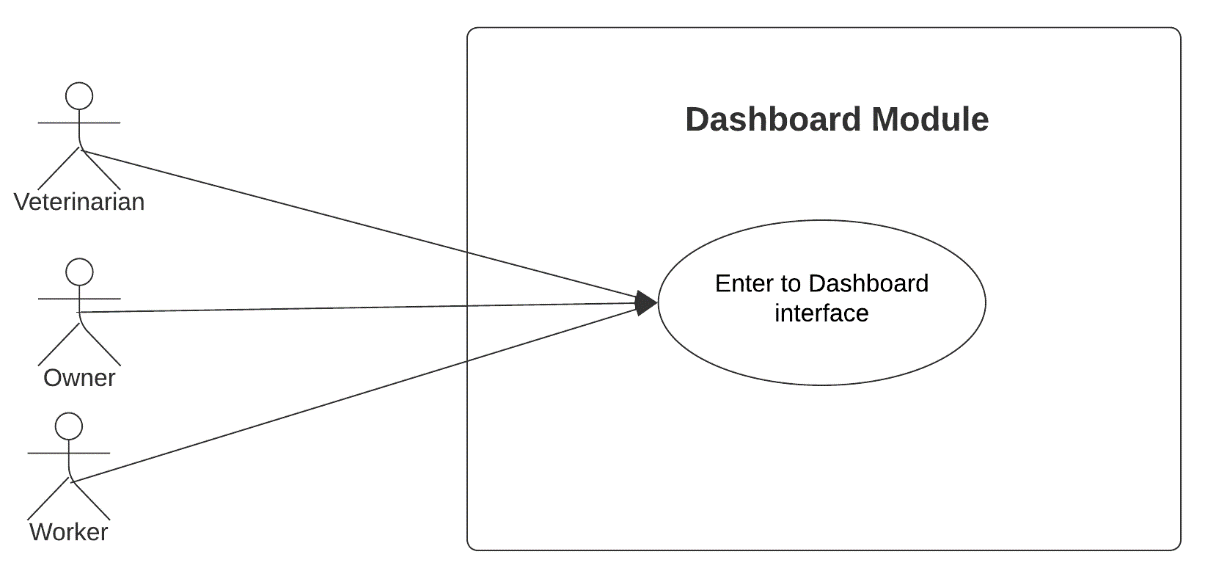 Dashboard Module
Veterinarian
Enter to Dashboard
interface
Owner
Worker